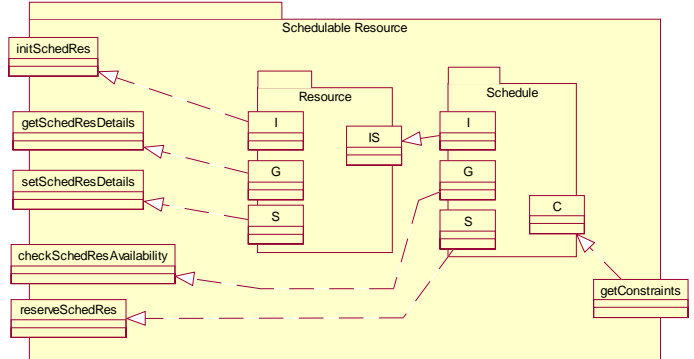 Schedulable Resource
initSchedRes
Resource
Schedule
getSchedResDetails
I
IS
I
setSchedResDetails
G
G
S
S
C
checkSchedResAvailability
getConstraints
reserveSchedRes